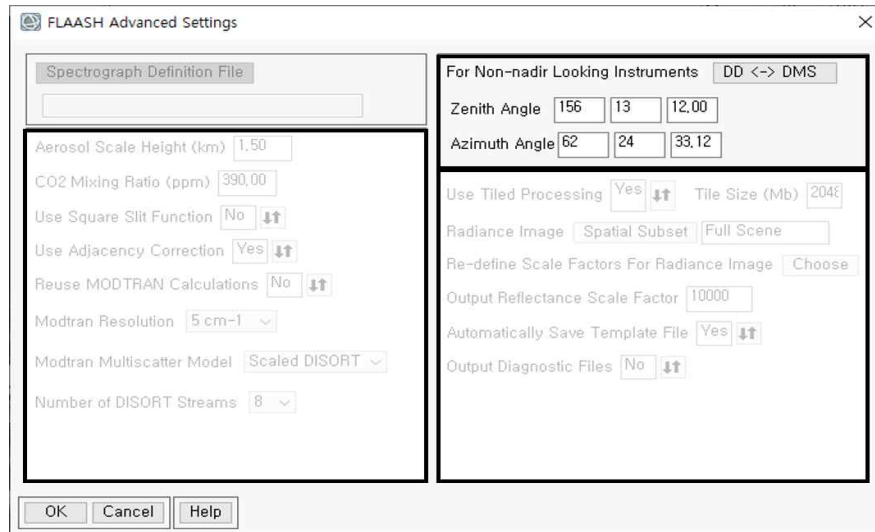 FLAASH Advanced Settings
Spectrograph Definition File
Aerosol Scale Height (km) 1.50
CO2 Mixing Ratio (ppm) 390,00
Use Square Slit Function No
Use Adjacency Correction Yes
Reuse MODTRAN Calculations No
Modtran Resolution 5 cm-1
Modtran Multiscatter Model Scaled DISORT
Number of DISORT Streams 8
For Non-nadir Looking Instruments DD <-> DMS
Zenith Angle 156 13 12,00
Azimuth Angle 62 24 33,12
Use Tiled Processing Yes Tile Size (Mb) 2048
Radiance Image Spatial Subset Full Scene
Re-define Scale Factors For Radiance Image Choose
Output Reflectance Scale Factor 10000
Automatically Save Template File Yes
Output Diagnostic Files No
OK Cancel Help